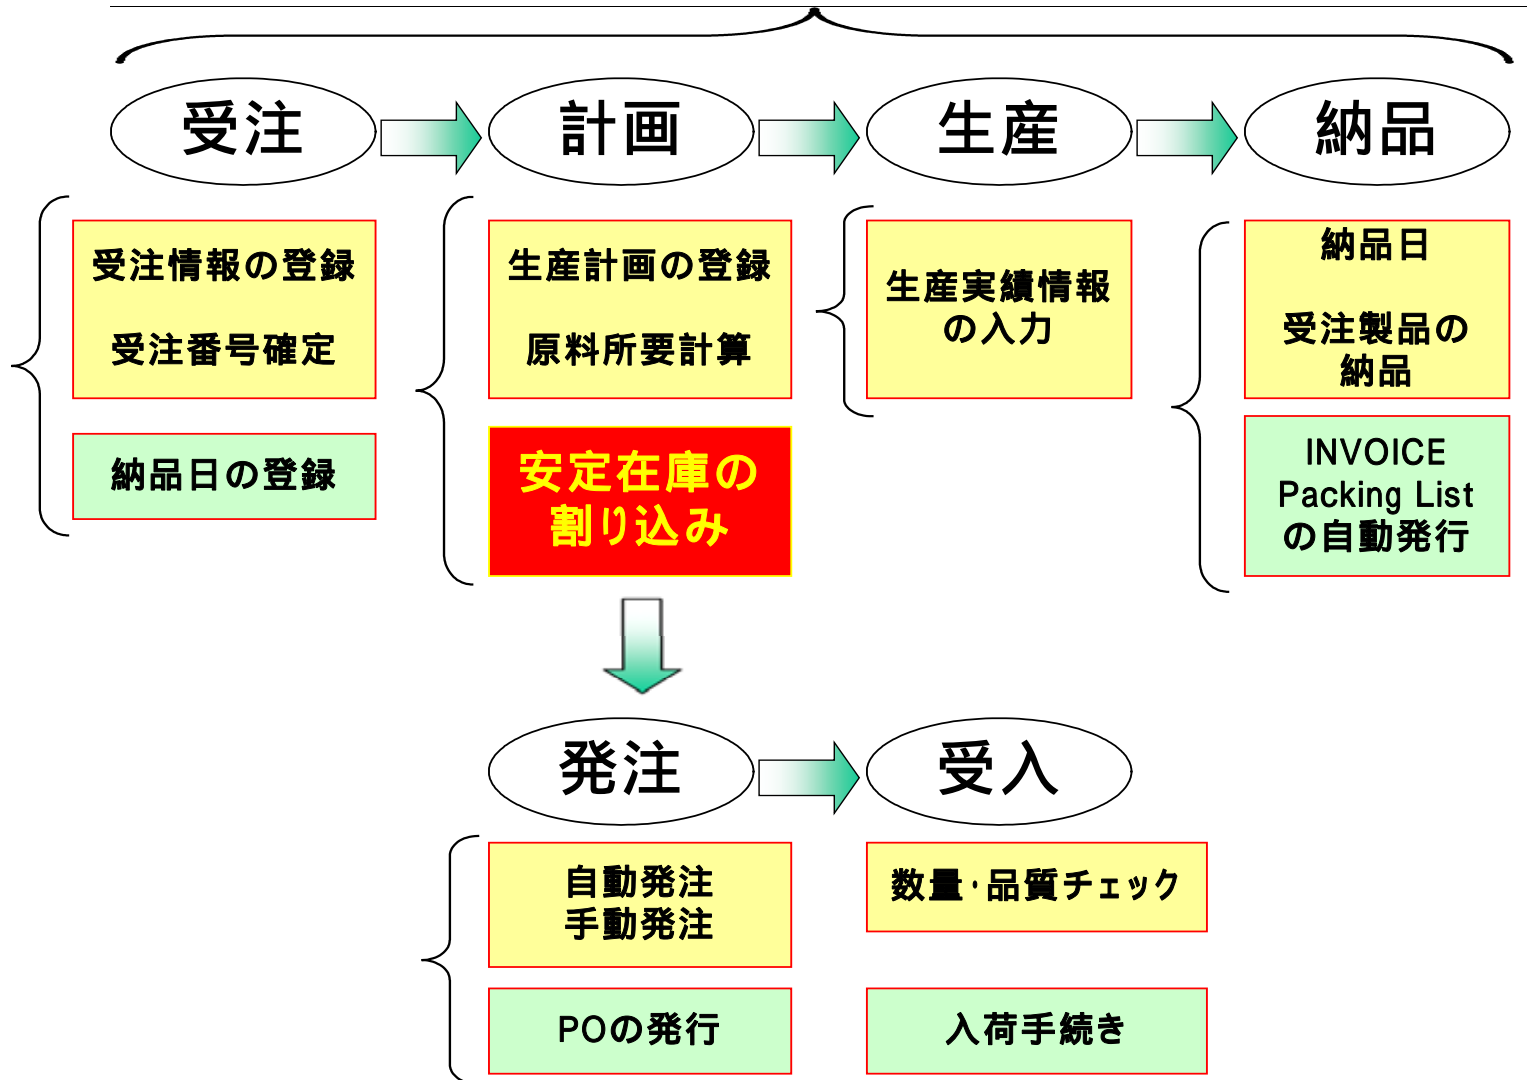 受注
計画
生産
納品
受注情報の登録
受注番号確定
納品日の登録
生産計画の登録
原料所要計算
安定在庫の
割り込み
生産実績情報
の入力
納品日
受注製品の
納品
INVOICE
Packing List
の自動発行
発注
受入
自動発注
手動発注
POの発行
数量・品質チェック
入荷手続き